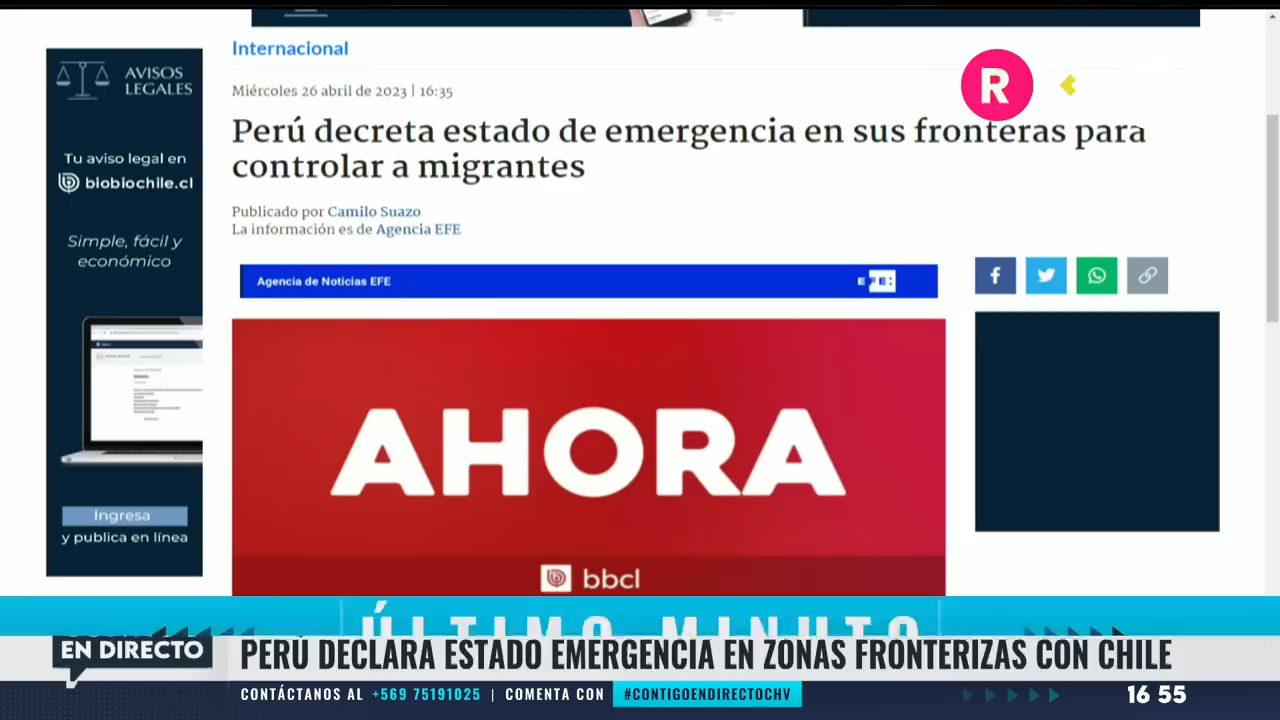 Internacional
Miércoles 26 abril de 2023 | 16:35
Perú decreta estado de emergencia en sus fronteras para
controlar a migrantes
Publicado por Camilo Suazo
La información es de Agencia EFE
AVISOS
LEGALES
Tu aviso legal en
biobiochile.cl
Simple, fácil y
económico
Ingresa
y publica en línea
R
Agencia de Noticias EFE
AHORA
bbcl
ÚLTIMO MINUTO
EN DIRECTO
PERÚ DECLARA ESTADO EMERGENCIA EN ZONAS FRONTERIZAS CON CHILE
CONTÁCTANOS AL +569 75191025 | COMENTA CON #CONTIGOENDIRECTOCHV
16 55